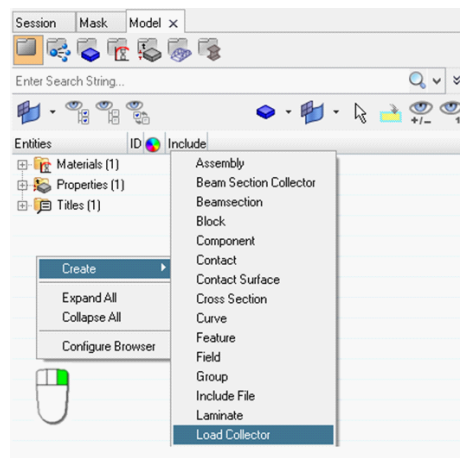 Session Mask Model ×
Enter Search String...
+/-
Entities ID Include
Materials (1)
Properties (1)
Titles (1)
Create
Expand All
Collapse All
Configure Browser
Assembly
Beam Section Collector
Beamsection
Block
Component
Contact
Contact Surface
Cross Section
Curve
Feature
Field
Group
Include File
Laminate
Load Collector